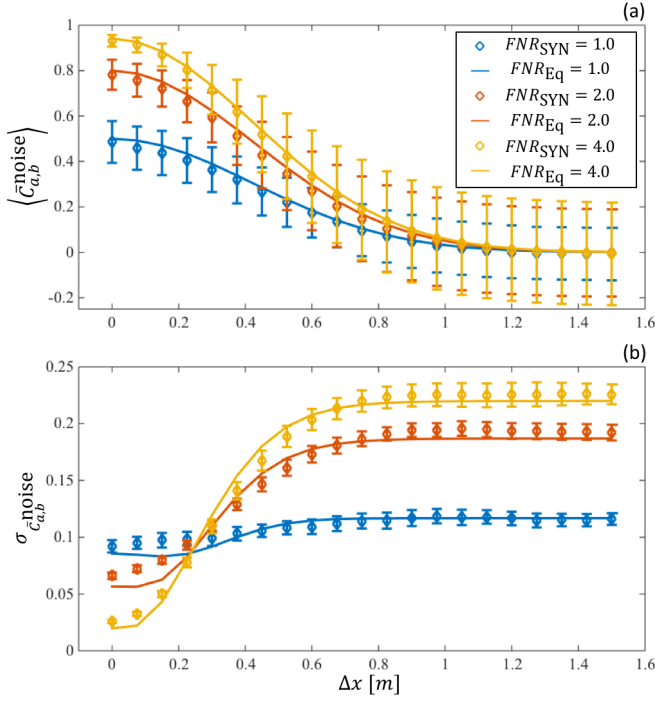 (a)
1
0.8
0.6
0.4
0.2
0
-0.2
⟨C̄_{a,b}^{noise}⟩
FNR_SYN = 1.0
FNR_Eq = 1.0
FNR_SYN = 2.0
FNR_Eq = 2.0
FNR_SYN = 4.0
FNR_Eq = 4.0
0 0.2 0.4 0.6 0.8 1 1.2 1.4 1.6
(b)
0.25
0.2
0.15
0.1
0.05
0
σ_{C̄_{a,b}^{noise}}
0 0.2 0.4 0.6 0.8 1 1.2 1.4 1.6
Δx [m]